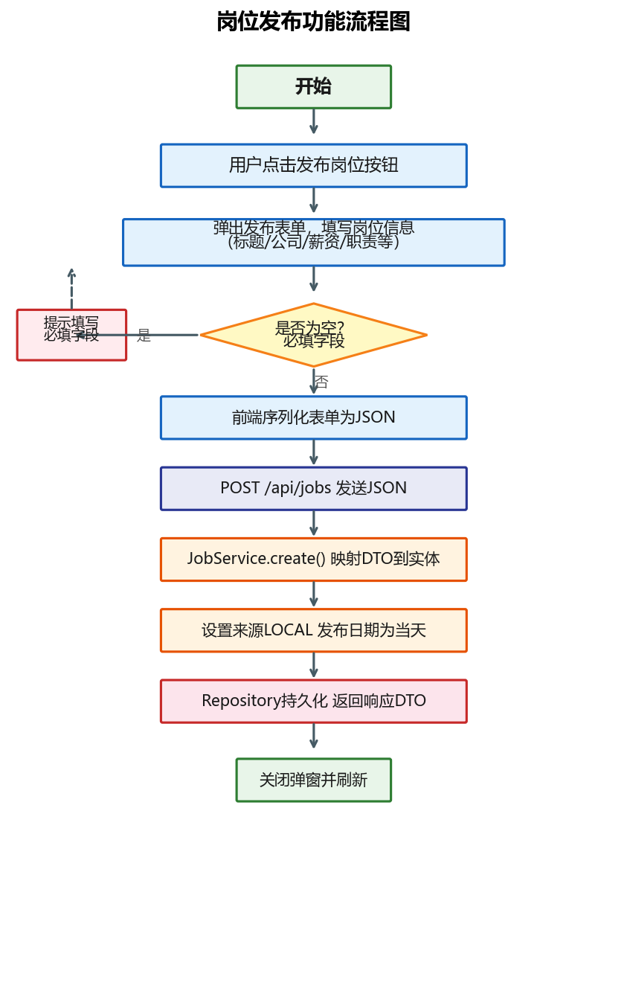 岗位发布功能流程图
开始
用户点击发布岗位按钮
弹出发布表单，填写岗位信息
（标题/公司/薪资/职责等）
提示填写
必填字段
是
是否为空?
必填字段
否
前端序列化表单为JSON
POST /api/jobs 发送JSON
JobService.create() 映射DTO到实体
设置来源LOCAL 发布日期为当天
Repository持久化 返回响应DTO
关闭弹窗并刷新